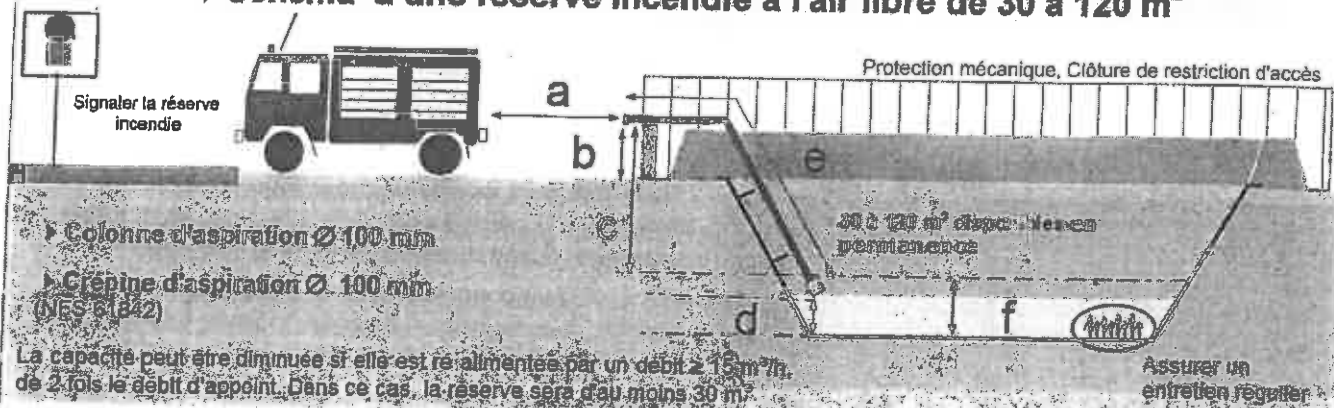 Schéma d'une réserve incendie à l'air libre de 30 à 120 m³
Protection mécanique, Clôture de restriction d'accès
Signaler la réserve
incendie
a
b
e
c
30 à 120 m³ disponibles en
permanence
Colonne d'aspiration Ø 100 mm
Crépine d'aspiration Ø 100 mm
(NFS 61842)
d
f
La capacité peut être diminuée si elle est ré alimentée par un débit ≥ 15 m³/h,
de 2 fois le débit d'appoint. Dans ce cas, la réserve sera d'au moins 30 m³
Assurer un
entretien régulier